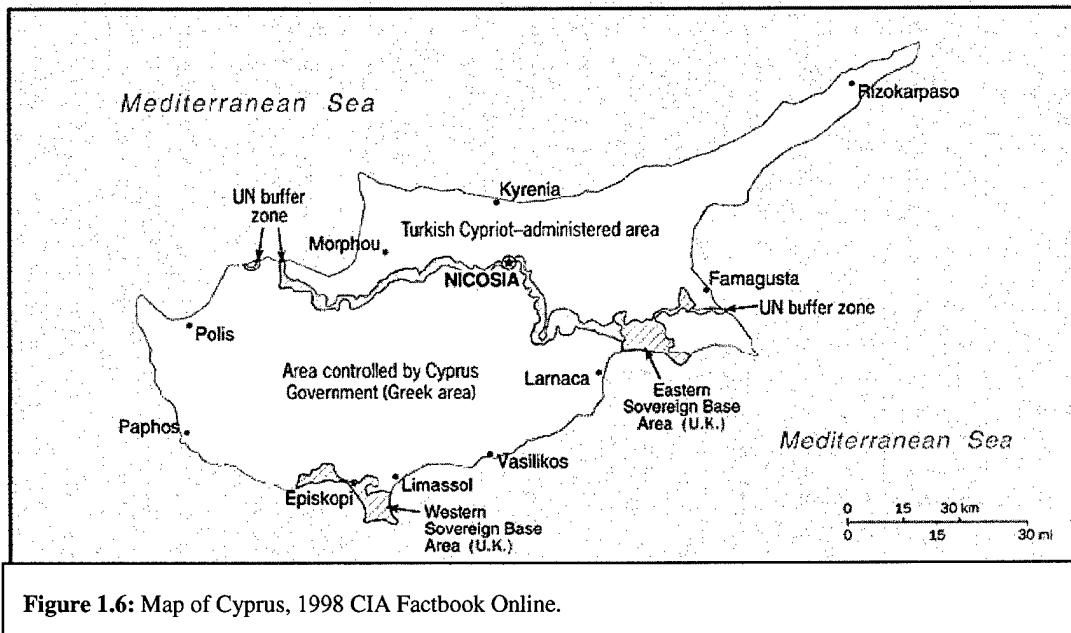 Mediterranean Sea
Rizokarpaso
UN buffer
zone
Kyrenia
Turkish Cypriot–administered area
Morphou
NICOSIA
Famagusta
UN buffer zone
Polis
Area controlled by Cyprus
Government (Greek area)
Larnaca
Eastern
Sovereign Base
Area (U.K.)
Paphos
Mediterranean Sea
Vasilikos
Episkopi
Limassol
Western
Sovereign Base
Area (U.K.)
0 15 30 km
0 15 30 mi
Figure 1.6: Map of Cyprus, 1998 CIA Factbook Online.